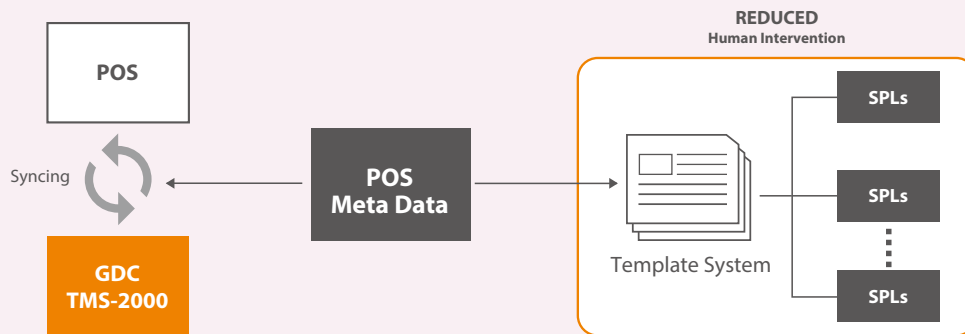 POS
Syncing
GDC
TMS-2000
POS
Meta Data
REDUCED
Human Intervention
Template System
SPLs
SPLs
SPLs